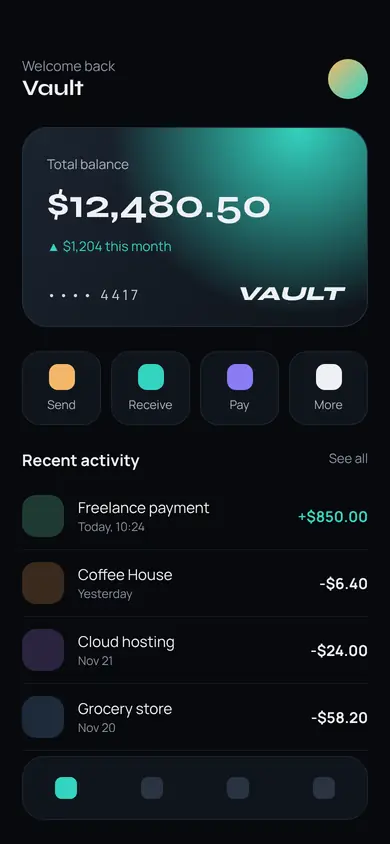 Welcome back
Vault
Total balance
$12,480.50
▲ $1,204 this month
•••• 4417
VAULT
Send
Receive
Pay
More
Recent activity
See all
Freelance payment
Today, 10:24
+$850.00
Coffee House
Yesterday
-$6.40
Cloud hosting
Nov 21
-$24.00
Grocery store
Nov 20
-$58.20